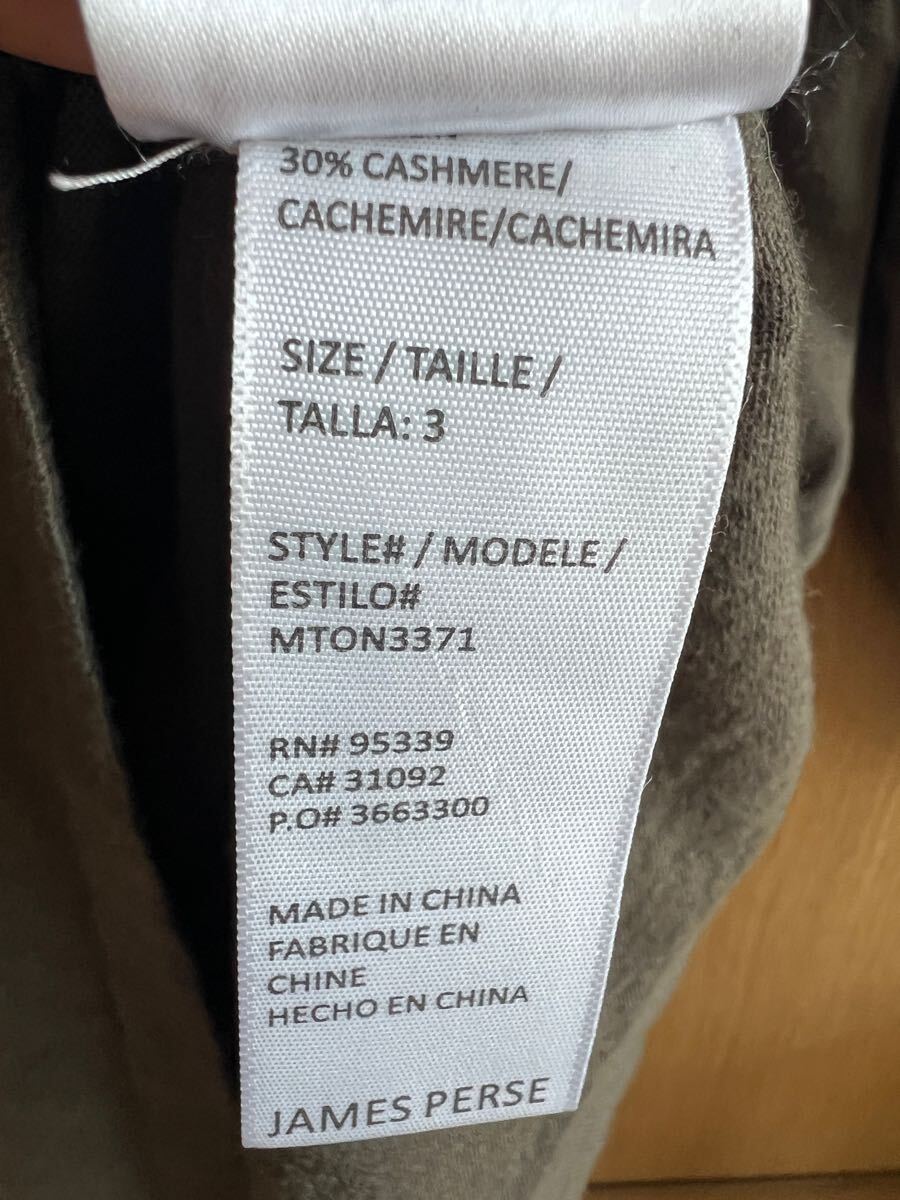 30% CASHMERE/
CACHEMIRE/CACHEMIRA
SIZE / TAILLE /
TALLA: 3
STYLE# / MODELE /
ESTILO#
MTON3371
RN# 95339
CA# 31092
P.O# 3663300
MADE IN CHINA
FABRIQUE EN
CHINE
HECHO EN CHINA
JAMES PERSE